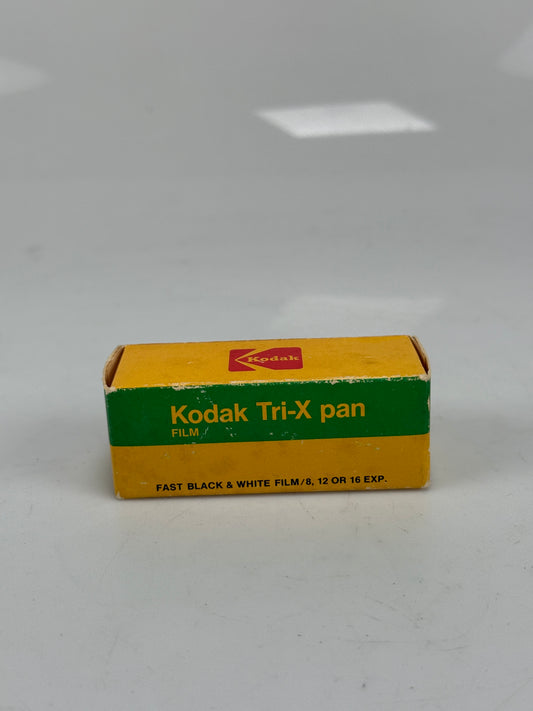 Kodak
Kodak Tri-X pan
FILM
FAST BLACK & WHITE FILM/8, 12 OR 16 EXP.